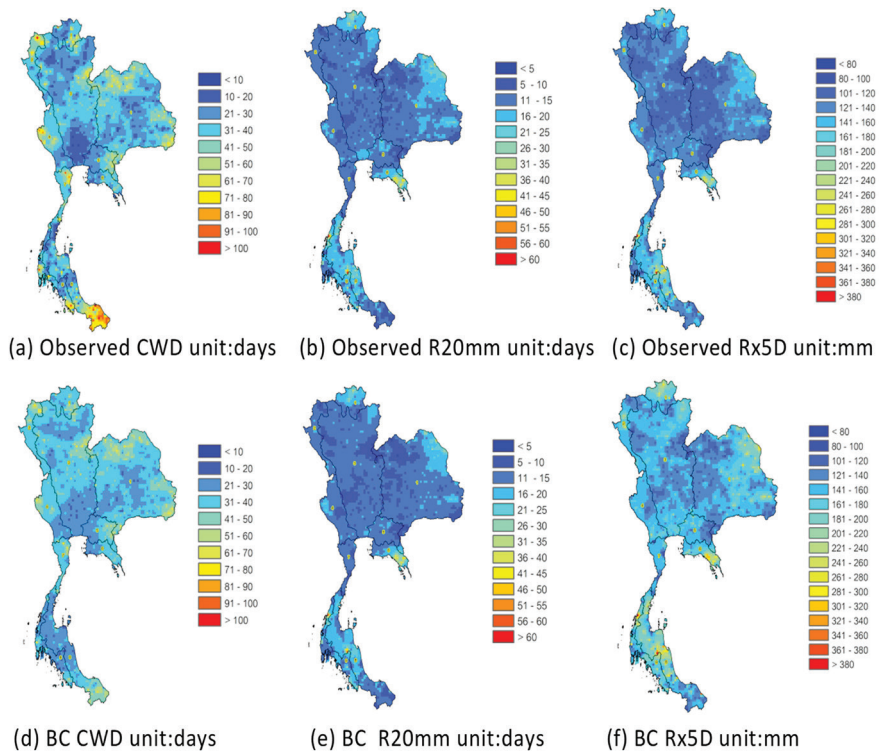 < 10
10 - 20
21 - 30
31 - 40
41 - 50
51 - 60
61 - 70
71 - 80
81 - 90
91 - 100
> 100
< 5
5 - 10
11 - 15
16 - 20
21 - 25
26 - 30
31 - 35
36 - 40
41 - 45
46 - 50
51 - 55
56 - 60
> 60
< 80
80 - 100
101 - 120
121 - 140
141 - 160
161 - 180
181 - 200
201 - 220
221 - 240
241 - 260
261 - 280
281 - 300
301 - 320
321 - 340
341 - 360
361 - 380
> 380
(a) Observed CWD unit:days
(b) Observed R20mm unit:days
(c) Observed Rx5D unit:mm
< 10
10 - 20
21 - 30
31 - 40
41 - 50
51 - 60
61 - 70
71 - 80
81 - 90
91 - 100
> 100
< 5
5 - 10
11 - 15
16 - 20
21 - 25
26 - 30
31 - 35
36 - 40
41 - 45
46 - 50
51 - 55
56 - 60
> 60
< 80
80 - 100
101 - 120
121 - 140
141 - 160
161 - 180
181 - 200
201 - 220
221 - 240
241 - 260
261 - 280
281 - 300
301 - 320
321 - 340
341 - 360
361 - 380
> 380
(d) BC CWD unit:days
(e) BC R20mm unit:days
(f) BC Rx5D unit:mm